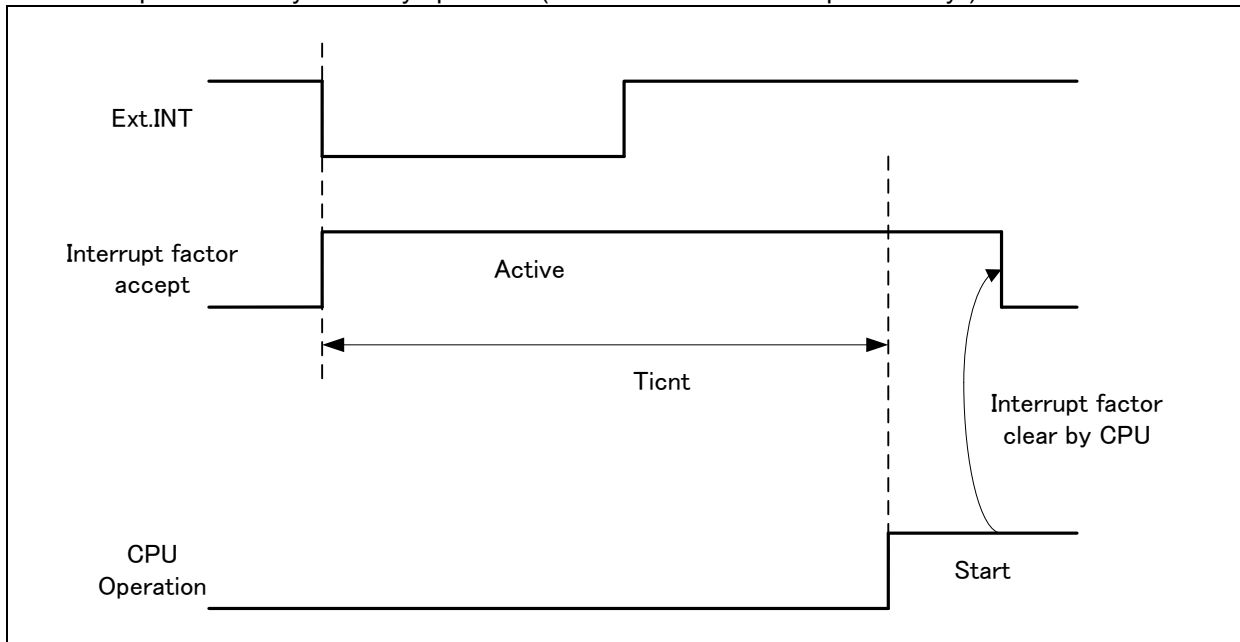 Ext.INT
Interrupt factor
accept
Active
Ticnt
Interrupt factor
clear by CPU
CPU
Operation
Start